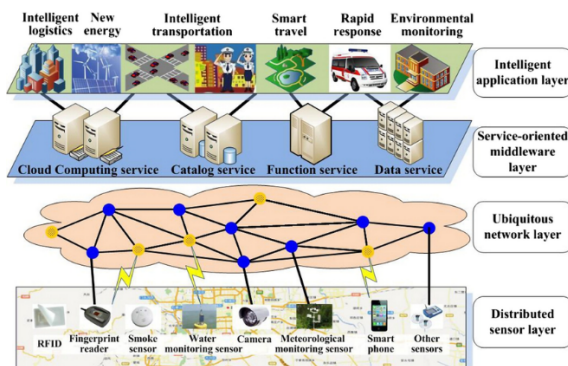 Intelligent logistics
New energy
Intelligent transportation
Smart travel
Rapid response
Environmental monitoring
Intelligent application layer
Cloud Computing service
Catalog service
Function service
Data service
Service-oriented middleware layer
Ubiquitous network layer
RFID
Fingerprint reader
Smoke sensor
Water monitoring sensor
Camera
Meteorological monitoring sensor
Smart phone
Other sensors
Distributed sensor layer